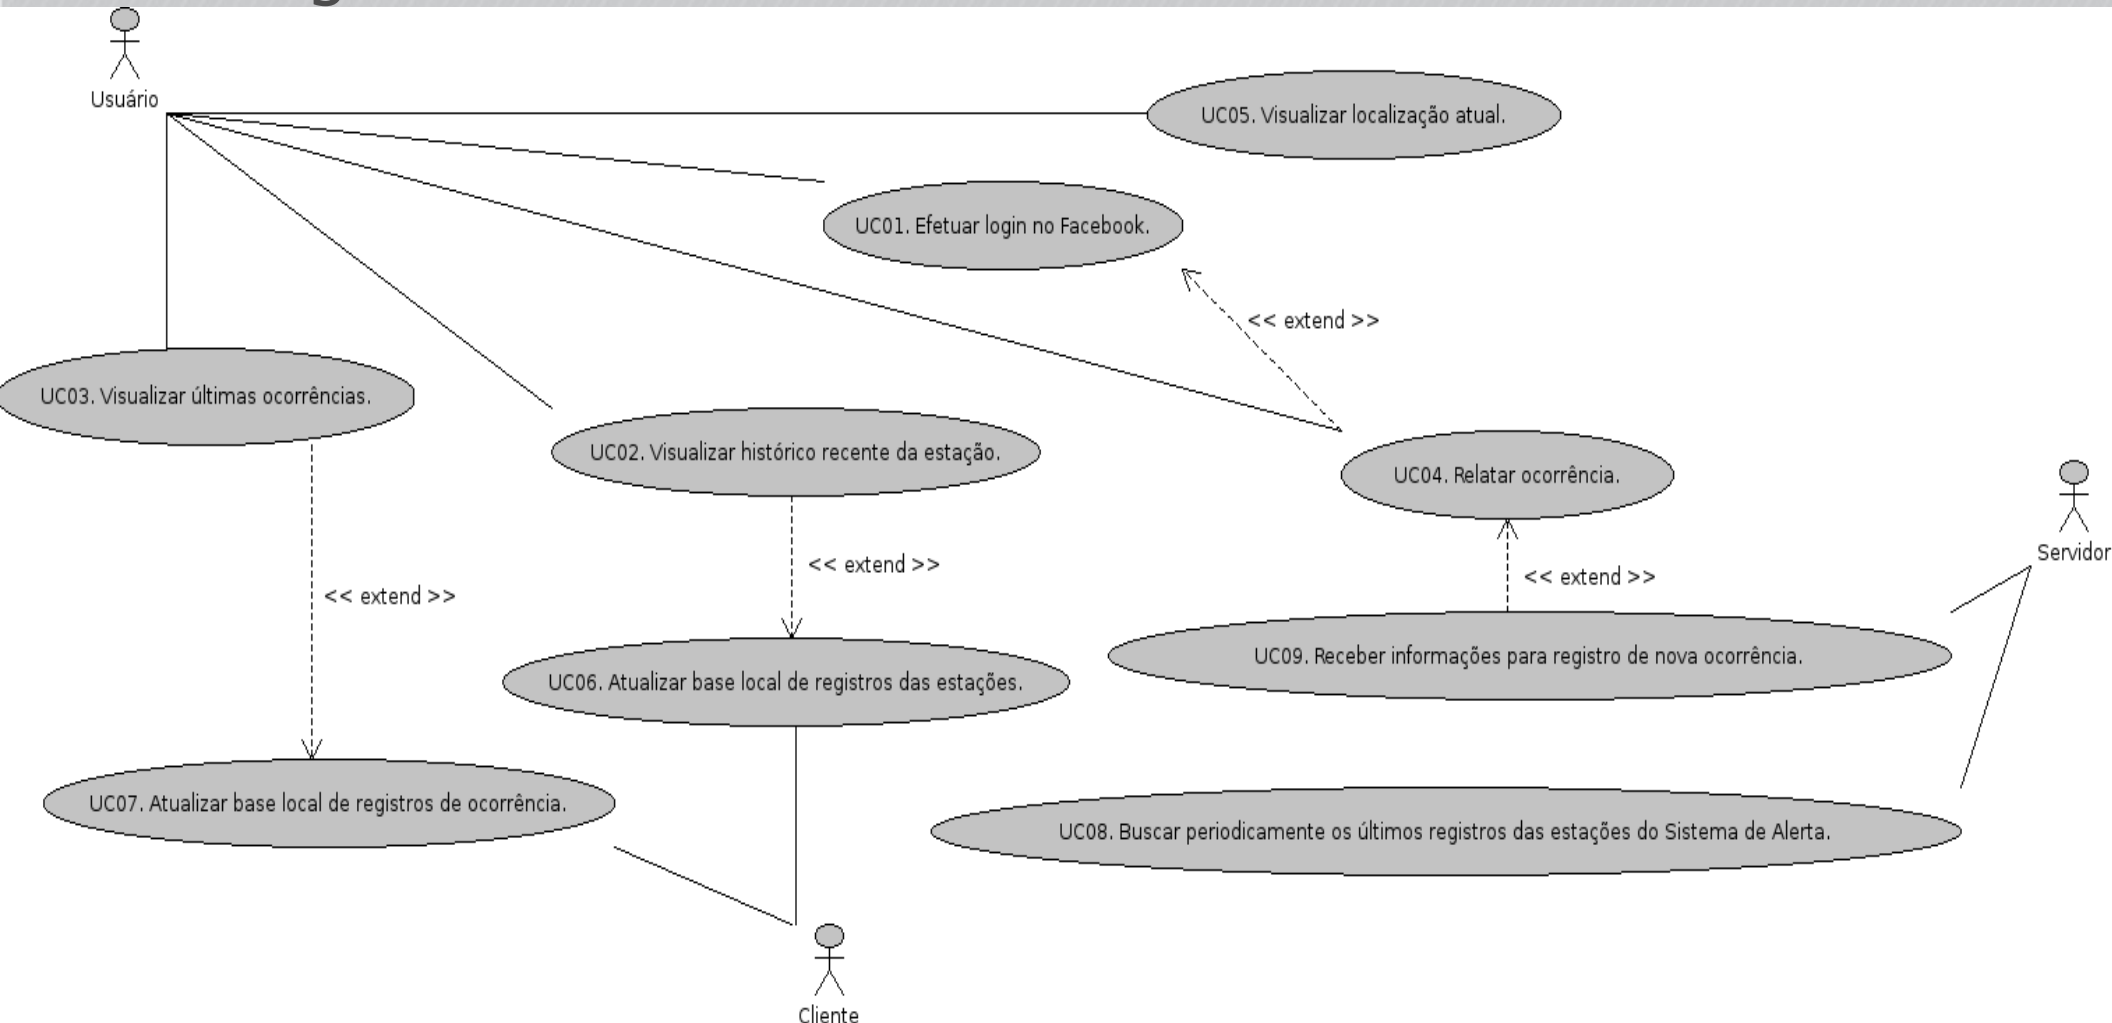 Usuário
UC05. Visualizar localização atual.
UC01. Efetuar login no Facebook.
<< extend >>
UC03. Visualizar últimas ocorrências.
UC02. Visualizar histórico recente da estação.
UC04. Relatar ocorrência.
Servidor
<< extend >>
<< extend >>
<< extend >>
UC09. Receber informações para registro de nova ocorrência.
UC06. Atualizar base local de registros das estações.
UC07. Atualizar base local de registros de ocorrência.
UC08. Buscar periodicamente os últimos registros das estações do Sistema de Alerta.
Cliente